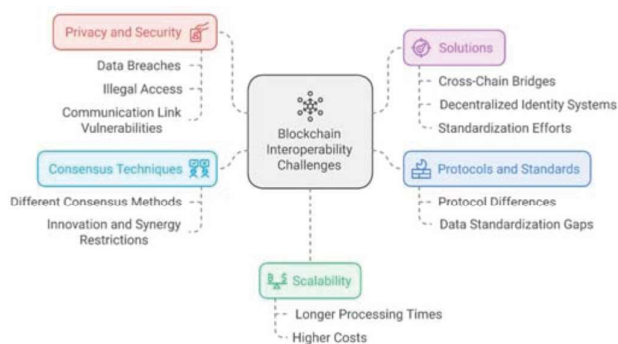 Privacy and Security
Data Breaches
Illegal Access
Communication Link
Vulnerabilities
Consensus Techniques
Different Consensus Methods
Innovation and Synergy
Restrictions
Blockchain
Interoperability
Challenges
Solutions
Cross-Chain Bridges
Decentralized Identity Systems
Standardization Efforts
Protocols and Standards
Protocol Differences
Data Standardization Gaps
Scalability
Longer Processing Times
Higher Costs